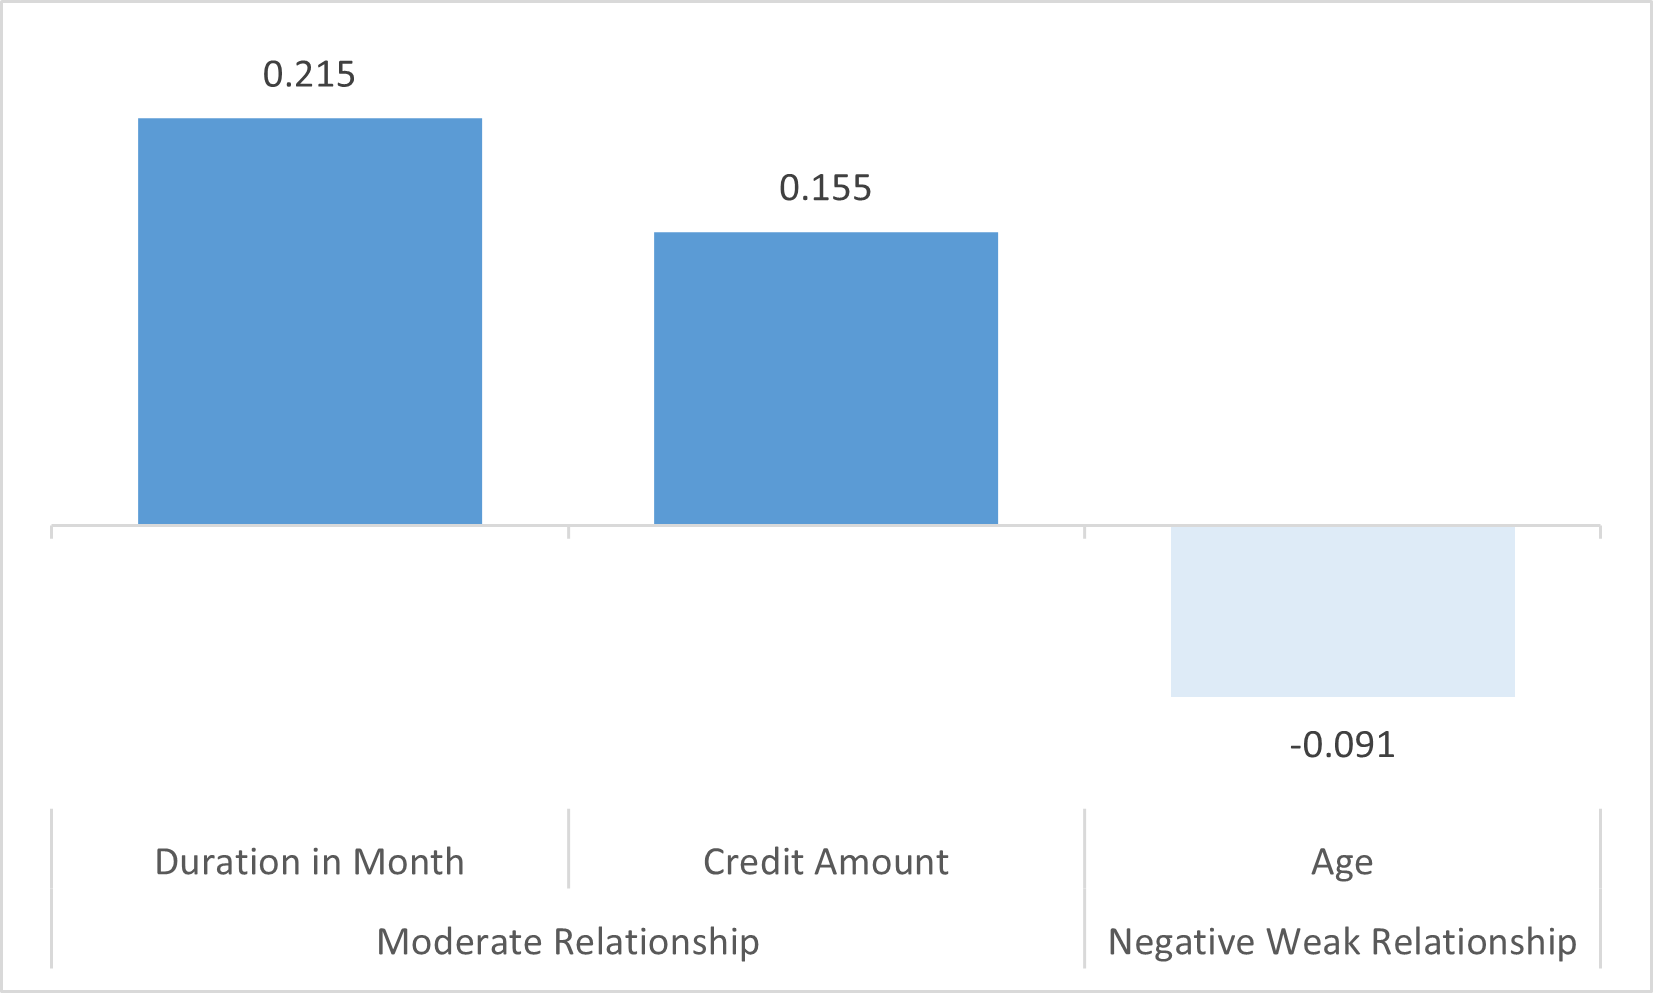 0.215
0.155
-0.091
Duration in Month
Credit Amount
Age
Moderate Relationship
Negative Weak Relationship